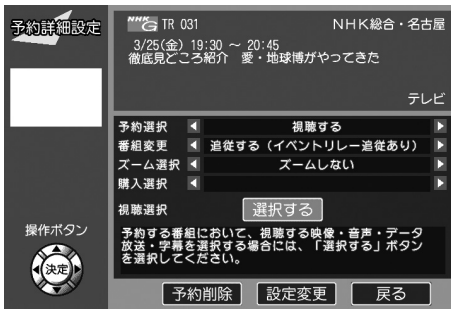 予約詳細設定
NHK G TR 031 NHK総合・名古屋
3/25(金) 19:30 ～ 20:45
徹底見どころ紹介 愛・地球博がやってきた
テレビ
予約選択 ◀ 視聴する ▶
番組変更 ◀ 追従する（イベントリレー追従あり） ▶
ズーム選択 ◀ ズームしない ▶
購入選択 ◀ ▶
視聴選択 選択する
予約する番組において、視聴する映像・音声・データ
放送・字幕を選択する場合には、「選択する」ボタン
を選択してください。
操作ボタン
決定
予約削除 設定変更 戻る